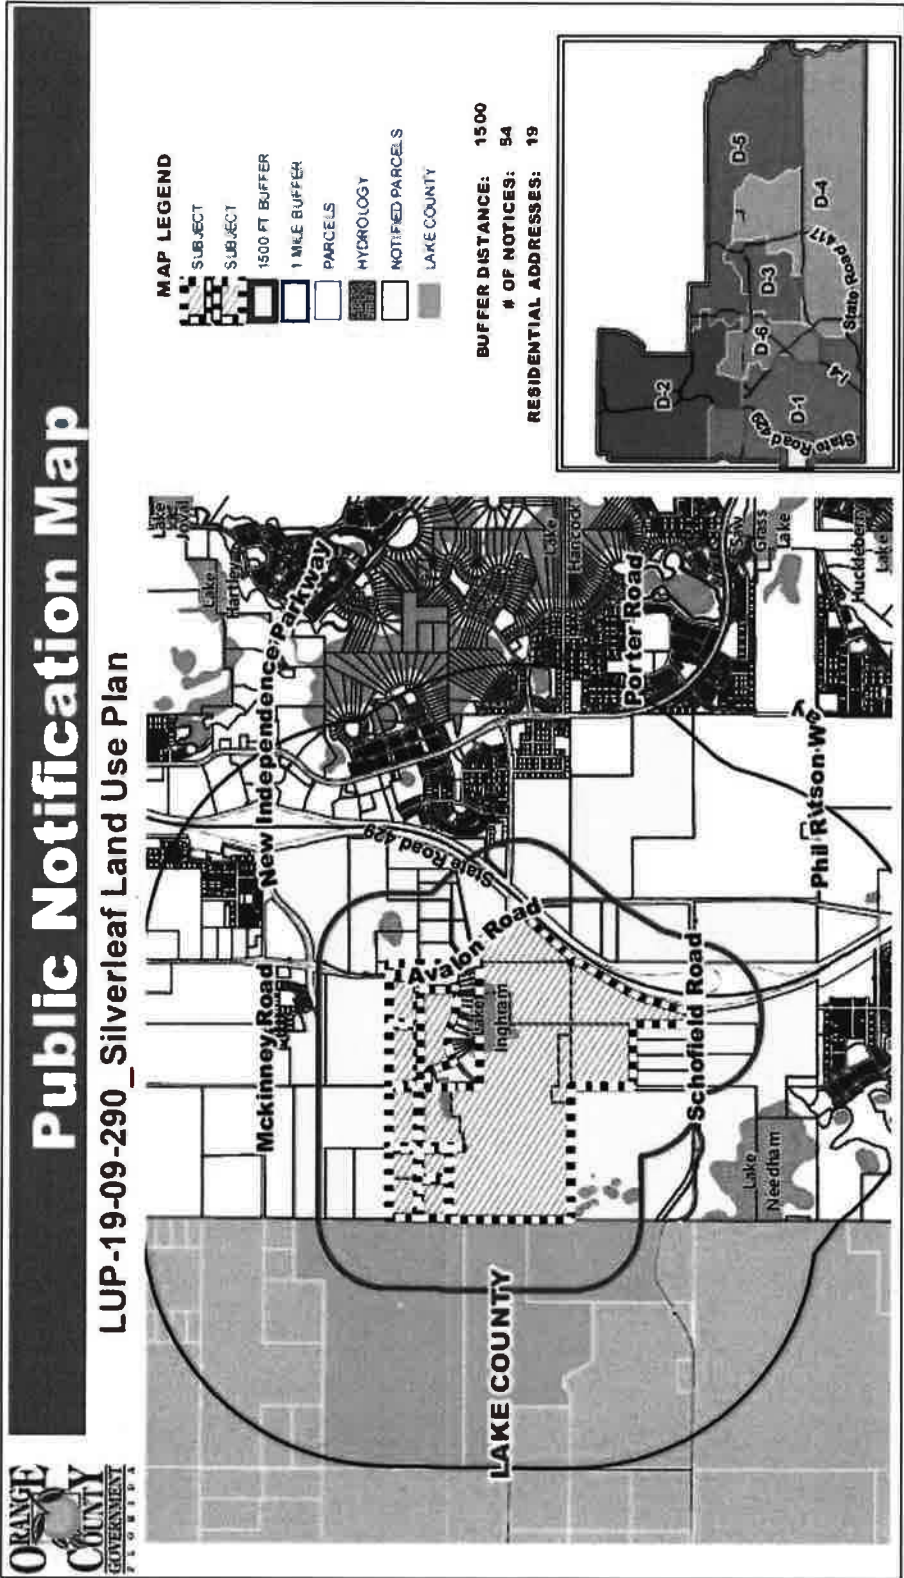 ORANGE
COUNTY
GOVERNMENT
FLORIDA
Public Notification Map
LUP-19-09-290_Silverleaf Land Use Plan
MAP LEGEND
SUBJECT
SUBJECT
1500 FT BUFFER
1 MILE BUFFER
PARCELS
HYDROLOGY
NOTIFIED PARCELS
LAKE COUNTY
BUFFER DISTANCE: 1500
# OF NOTICES: 54
RESIDENTIAL ADDRESSES: 19
Mckinney Road
New Independence Parkway
Lake
Hartley
Lake
State Road 429
Avalon Road
Lake
Ingham
Lake
Hancock
Porter Road
LAKE COUNTY
Schofield Road
Saw
Grass
Lake
Lake
Needham
Phil Ritson Way
Huckleberry
Lake
D-2
D-5
D-6
D-3
D-1
D-4
I-4
State Road 429
State Road 417